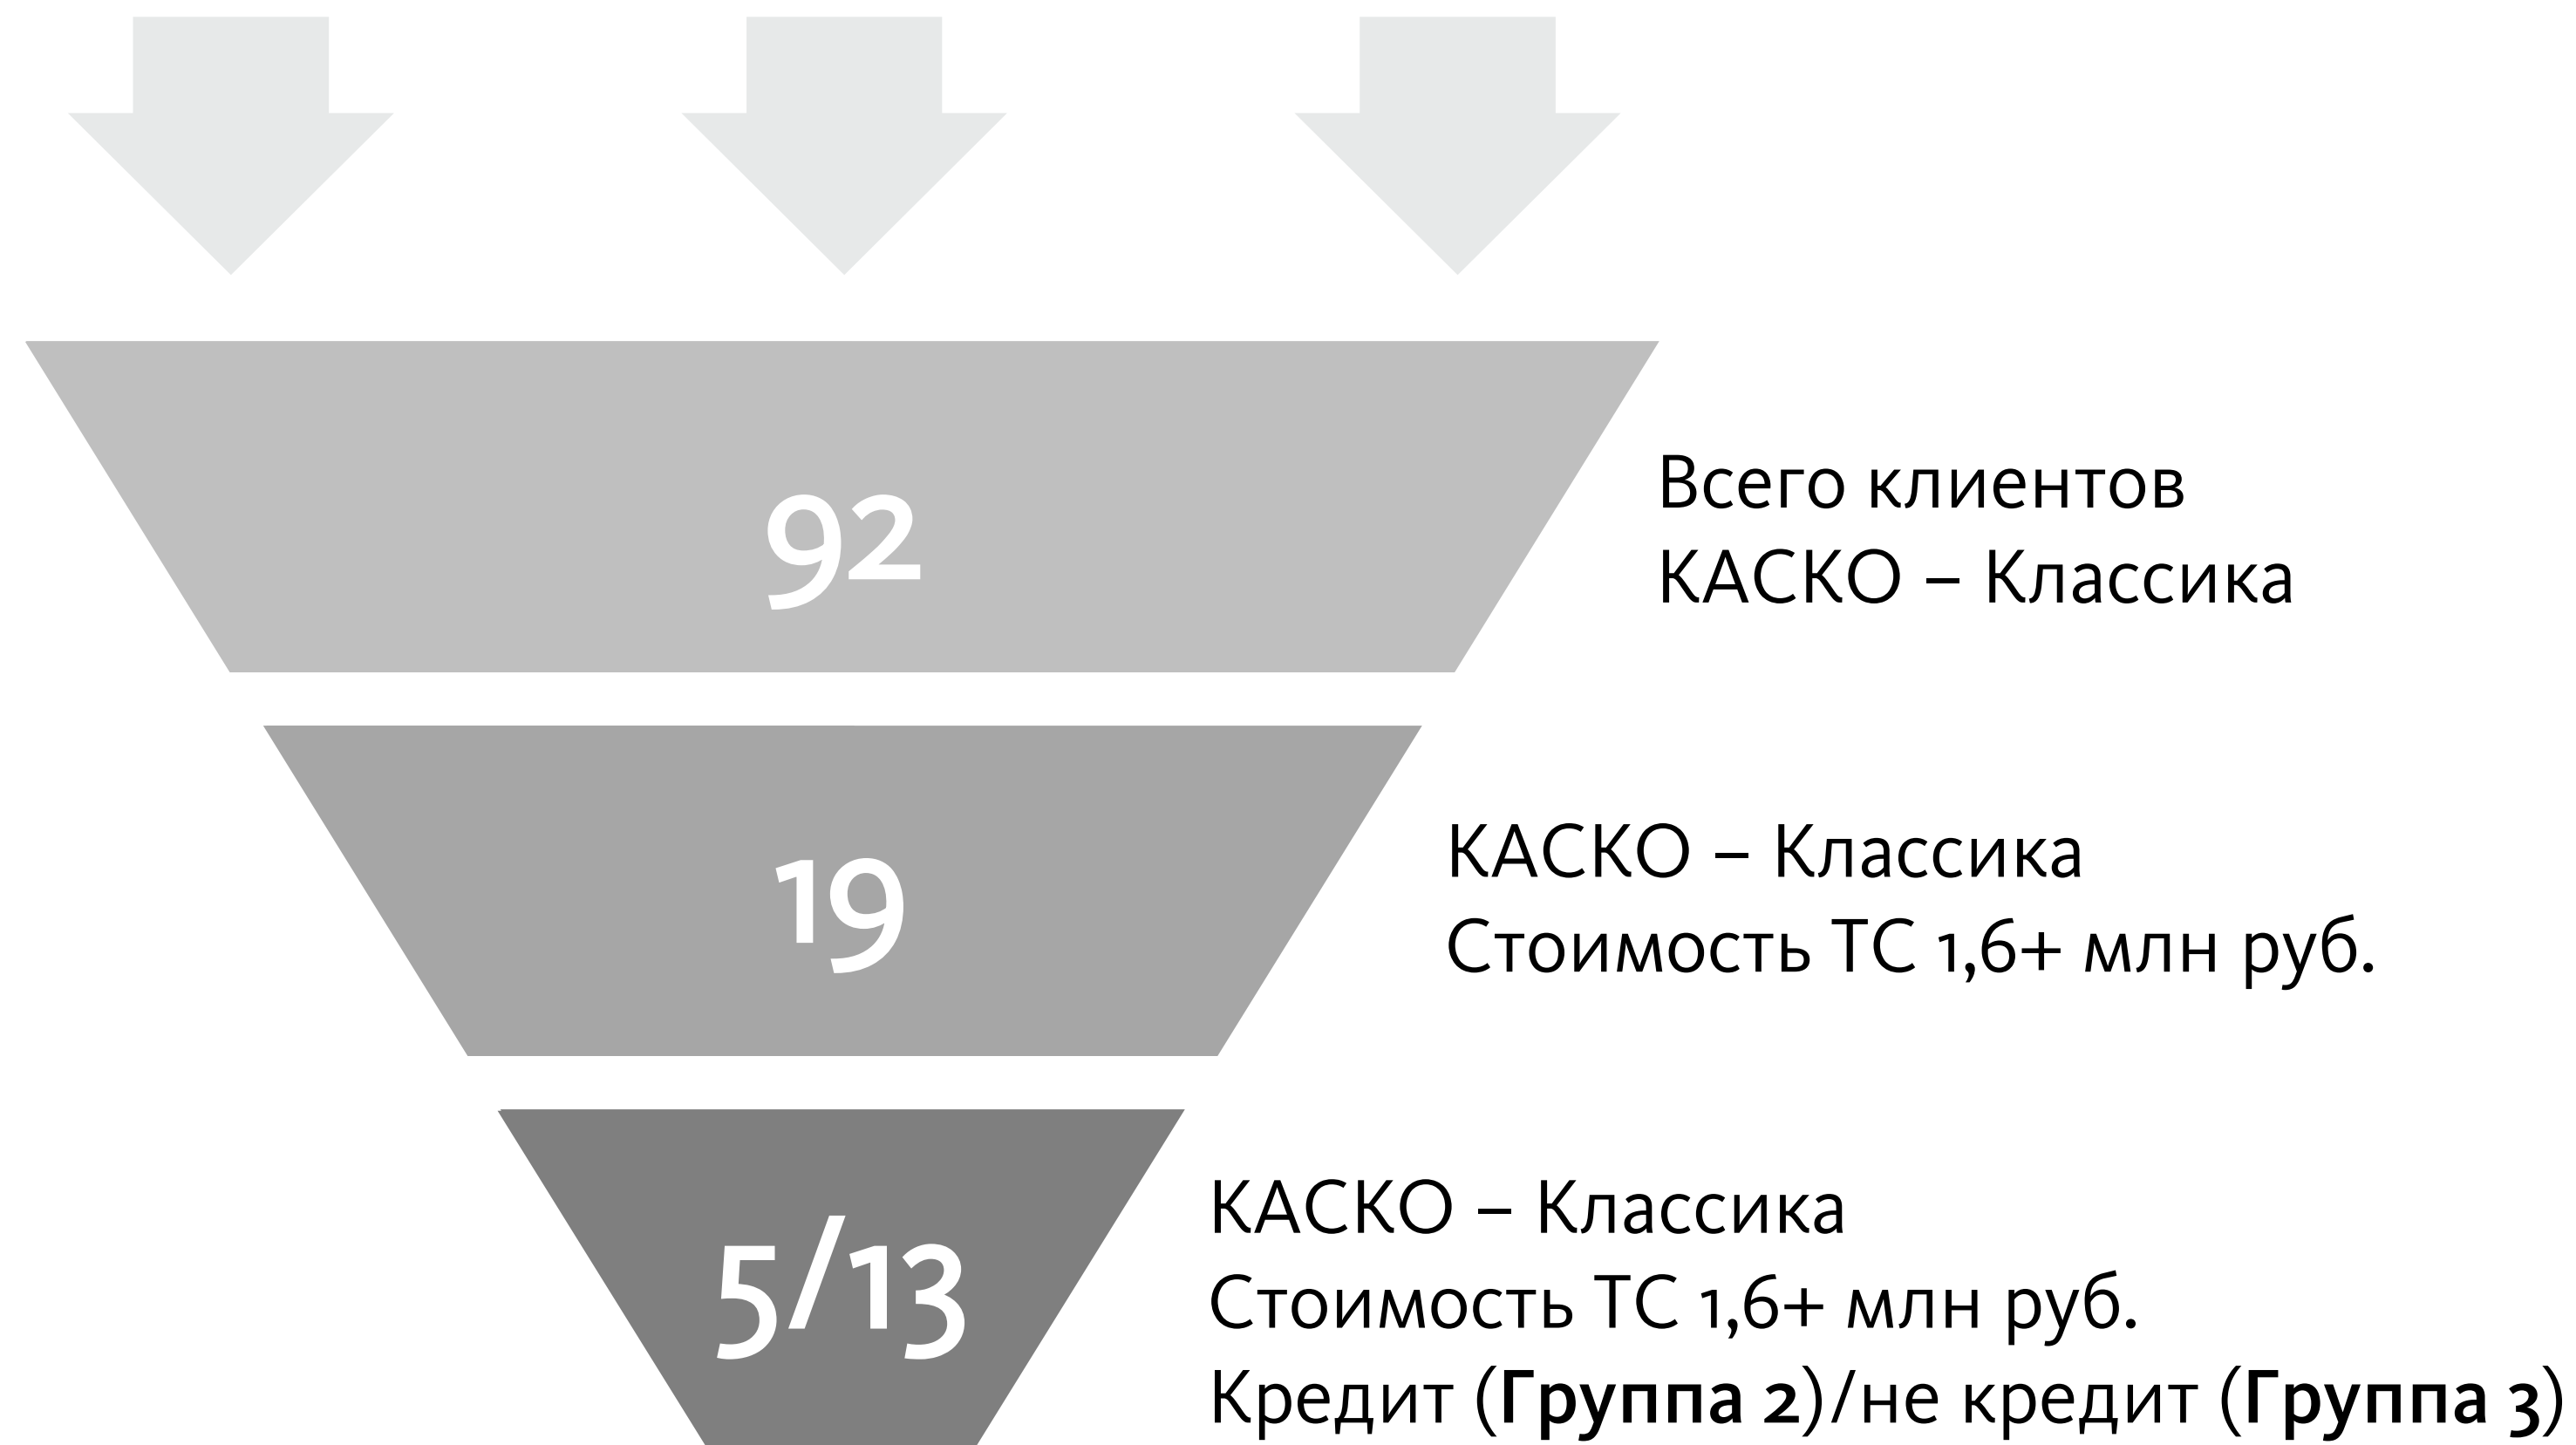 92
Всего клиентов
КАСКО – Классика
19
КАСКО – Классика
Стоимость ТС 1,6+ млн руб.
5/13
КАСКО – Классика
Стоимость ТС 1,6+ млн руб.
Кредит (Группа 2)/не кредит (Группа 3)